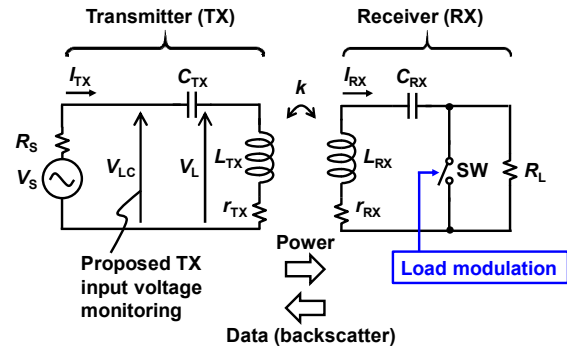 Transmitter (TX)
Receiver (RX)
I_TX
C_TX
k
I_RX
C_RX
R_S
V_S
V_LC
V_L
L_TX
r_TX
L_RX
r_RX
SW
R_L
Power
Proposed TX
input voltage
monitoring
Load modulation
Data (backscatter)